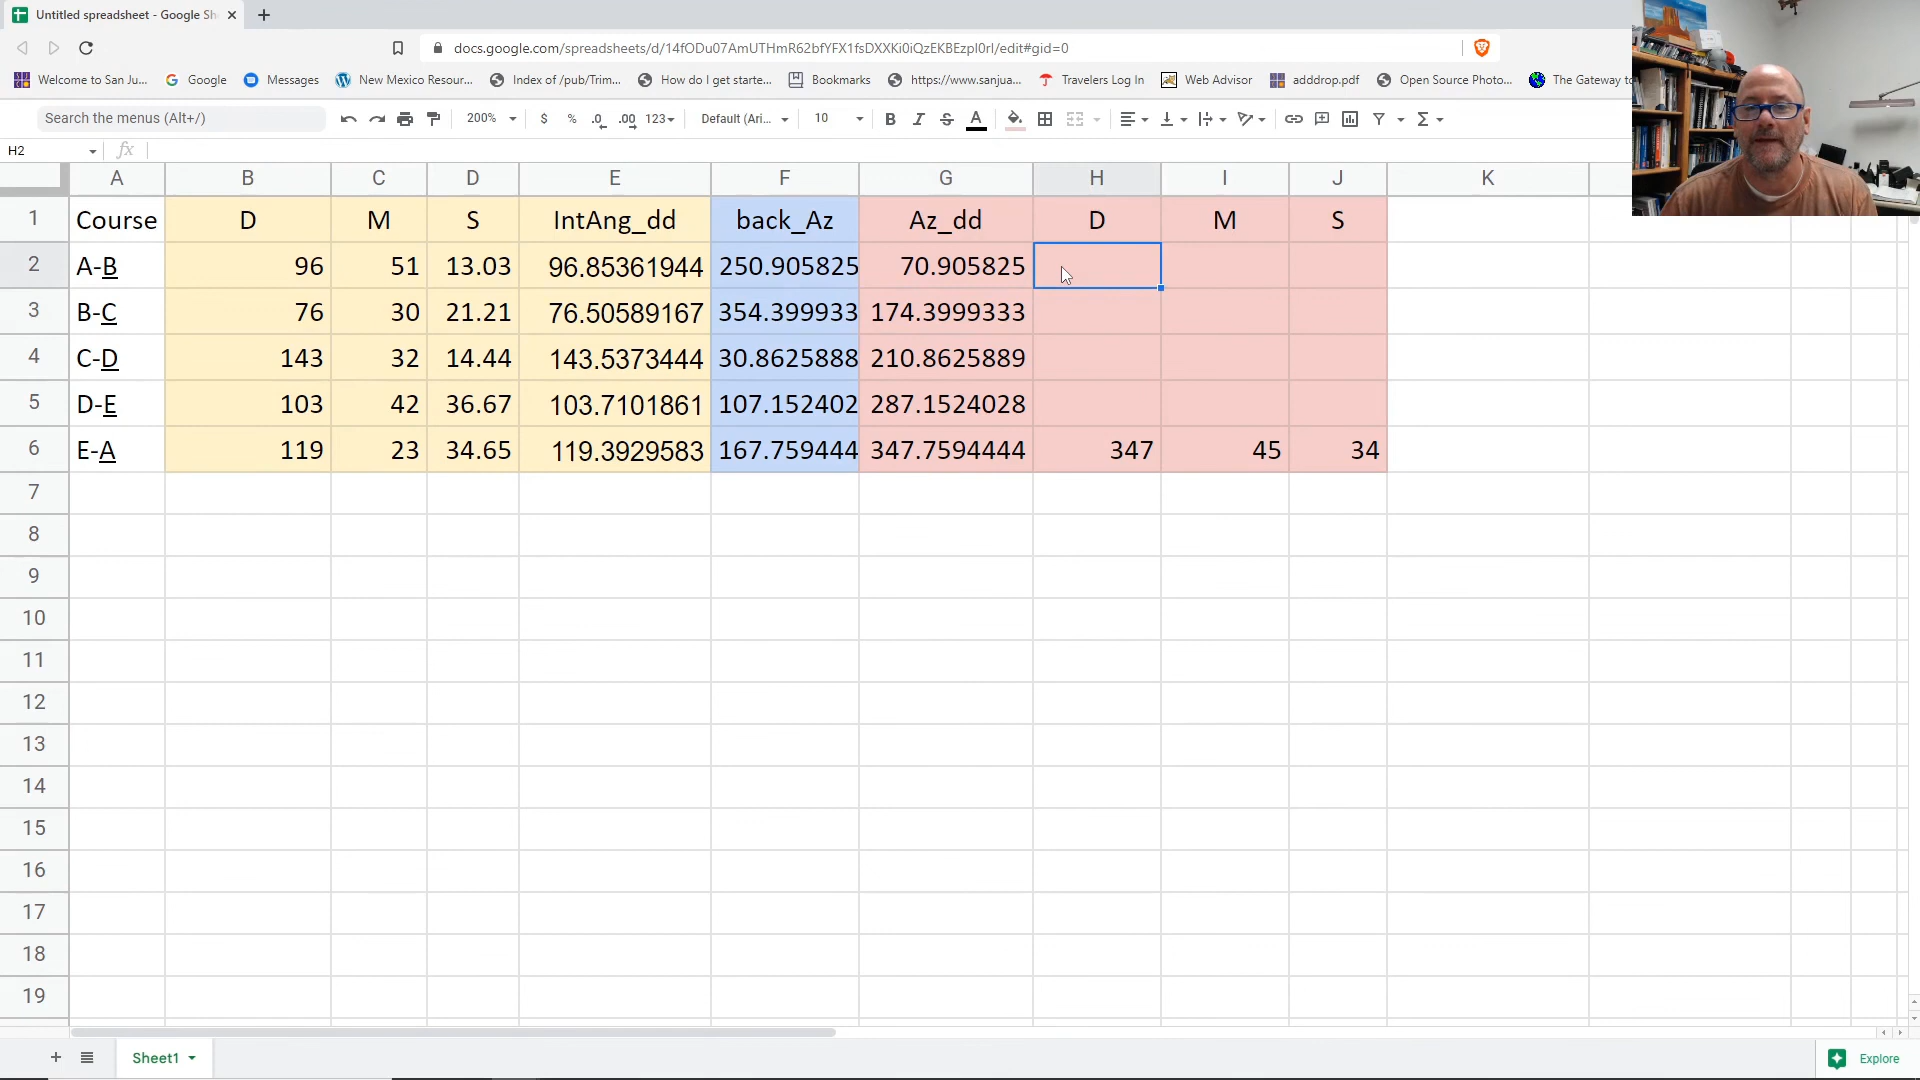 Untitled spreadsheet - Google Sh
docs.google.com/spreadsheets/d/14fODu07AmUTHmR62bfYFX1fsDXXKi0iQzEKBEzpl0rI/edit#gid=0
Welcome to San Ju... Google Messages New Mexico Resour... Index of /pub/Trim... How do I get starte... Bookmarks https://www.sanjua... Travelers Log In Web Advisor adddrop.pdf Open Source Photo... The Gateway to
Search the menus (Alt+/) 200% $ % .0 .00 123 Default (Ari... 10 B I S A Σ
H2 fx
A B C D E F G H I J K
1 Course D M S IntAng_dd back_Az Az_dd D M S
2 A-B 96 51 13.03 96.85361944 250.905825 70.905825
3 B-C 76 30 21.21 76.50589167 354.399933 174.3999333
4 C-D 143 32 14.44 143.5373444 30.8625888 210.8625889
5 D-E 103 42 36.67 103.7101861 107.152402 287.1524028
6 E-A 119 23 34.65 119.3929583 167.759444 347.7594444 347 45 34
7
8
9
10
11
12
13
14
15
16
17
18
19
Sheet1 Explore